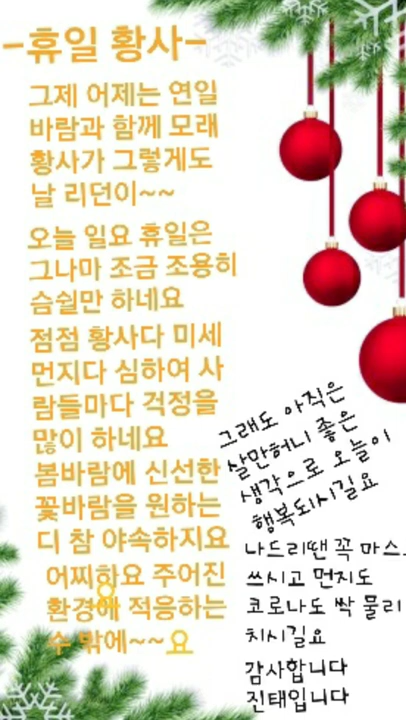 -휴일 황사-
그제 어제는 연일
바람과 함께 모래
황사가 그렇게도
날 리던이~~
오늘 일요 휴일은
그나마 조금 조용히
슴쉴만 하네요
점점 황사다 미세
먼지다 심하여 사
람들마다 걱정을
많이 하네요
봄바람에 신선한
꽃바람을 원하는
디 참 야속하지요
어찌하요 주어진
환경에 적응하는
수 밖에~~요
그래도 아직은
살만허니 좋은
생각으로 오늘이
행복되시길요
나드리땐 꼭 마스
쓰시고 먼지도
코로나도 싹 물리
치시길요
감사합니다
진태입니다